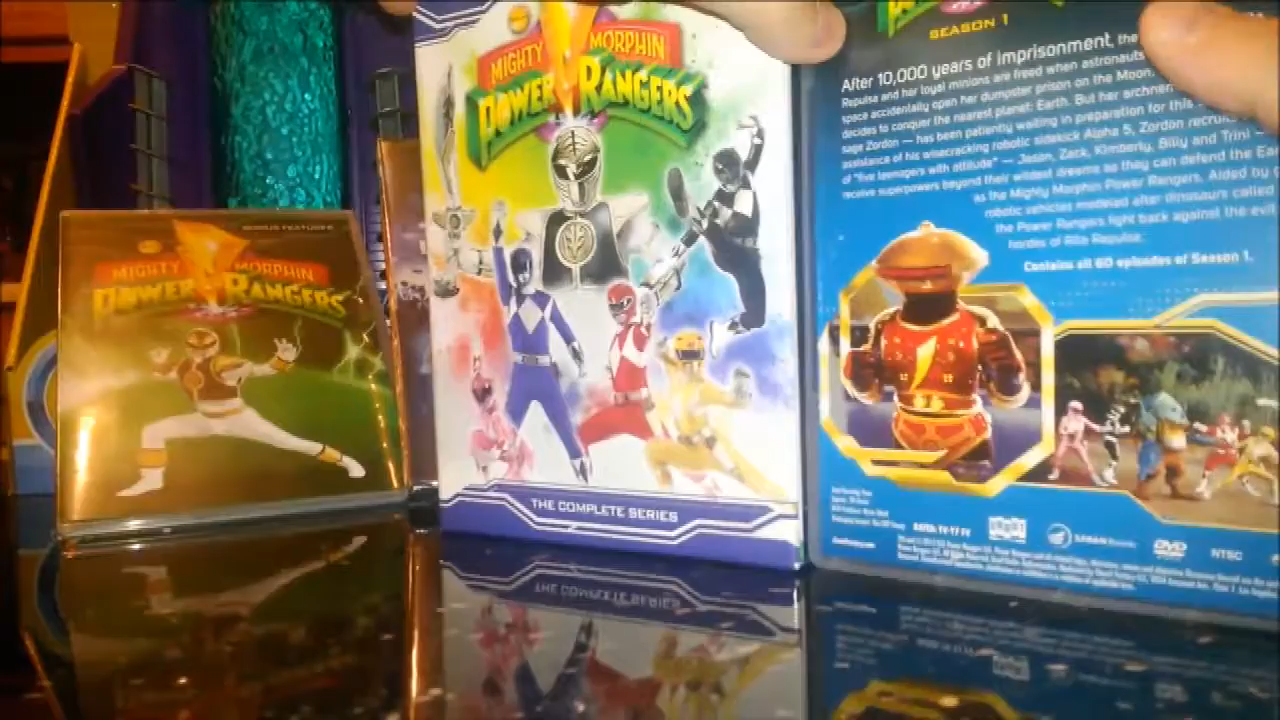 BONUS FEATURES
MIGHTY MORPHIN
POWER RANGERS
MIGHTY MORPHIN
POWER RANGERS
THE COMPLETE SERIES
SEASON 1
After 10,000 years of imprisonment, the
Repulsa and her loyal minions are freed when astronauts
space accidentally open her dumpster prison on the Moon.
decides to conquer the nearest planet: Earth. But her archnem
sage Zordon — has been patiently waiting in preparation for this
assistance of his wisecracking robotic sidekick Alpha 5, Zordon recruits
of "five teenagers with attitude" — Jason, Zack, Kimberly, Billy and Trini —
receive superpowers beyond their wildest dreams so they can defend the Ea
as the Mighty Morphin Power Rangers. Aided by
robotic vehicles modeled after dinosaurs called
the Power Rangers fight back against the evil
hordes of Rita Repulsa.
Contains all 60 episodes of Season 1.
SABAN
DVD
NTSC